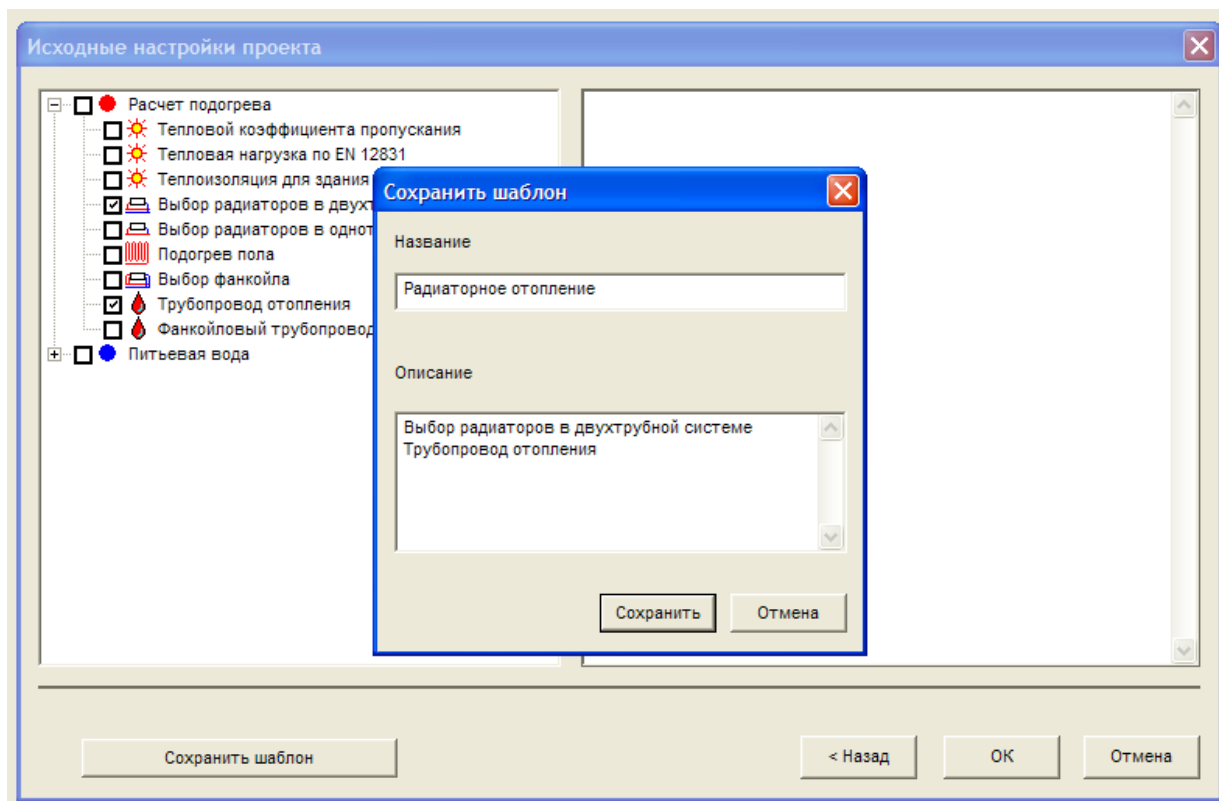 Исходные настройки проекта
Расчет подогрева
Тепловой коэффициента пропускания
Тепловая нагрузка по EN 12831
Теплоизоляция для здания
Выбор радиаторов в двухт
Выбор радиаторов в однот
Подогрев пола
Выбор фанкойла
Трубопровод отопления
Фанкойловый трубопровод
Питьевая вода
Сохранить шаблон
Название
Радиаторное отопление
Описание
Выбор радиаторов в двухтрубной системе
Трубопровод отопления
Сохранить
Отмена
Сохранить шаблон
< Назад
ОК
Отмена